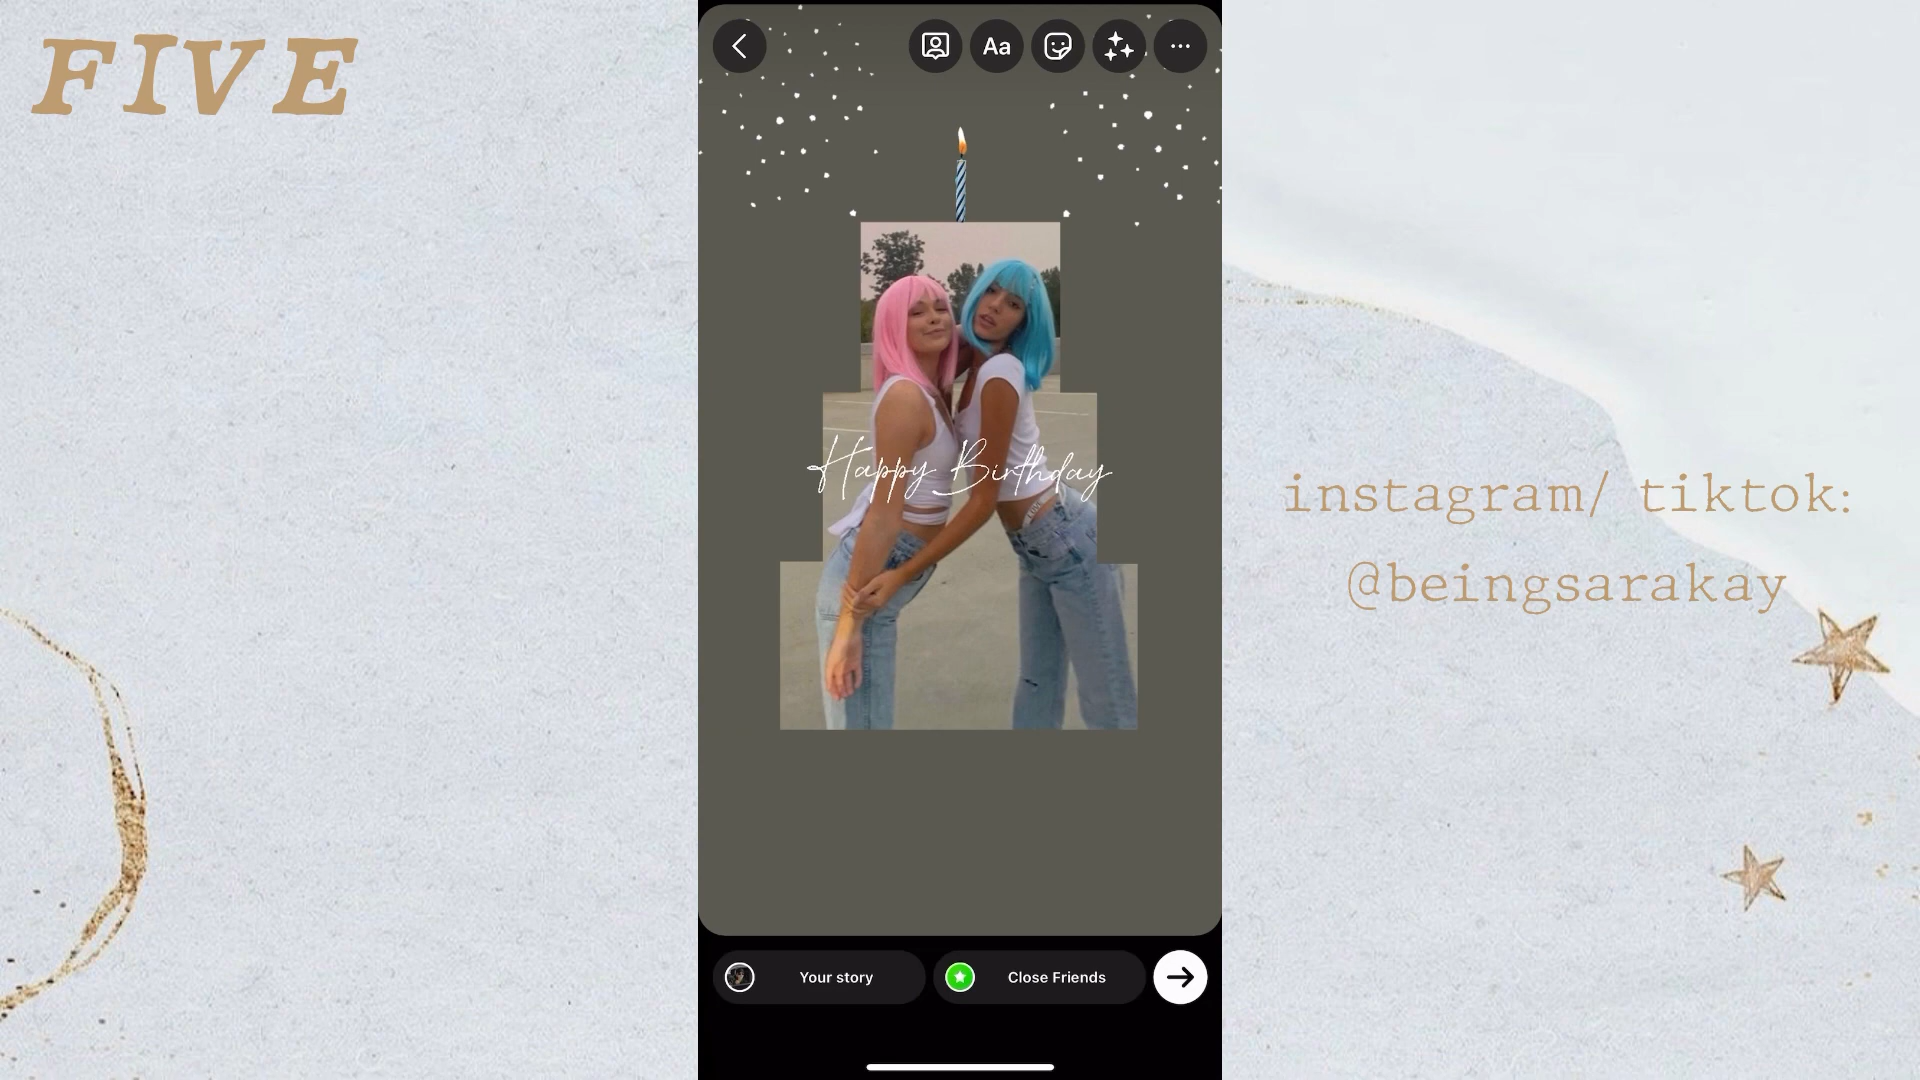 FIVE
Aa
Happy Birthday
instagram/ tiktok:
@beingsarakay
Your story
Close Friends